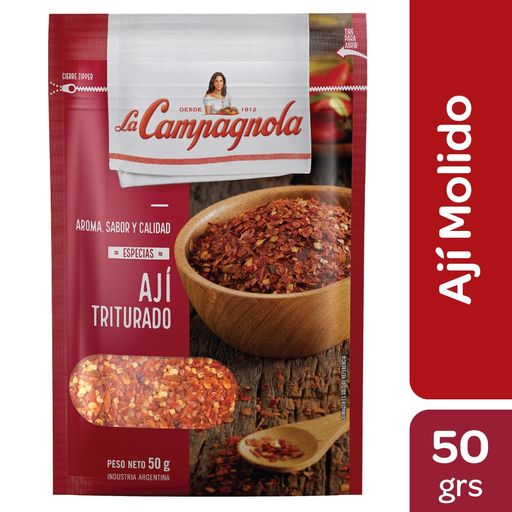 TIRE
PARA
ABRIR
CIERRE ZIPPER
DESDE 1912
La Campagnola
AROMA, SABOR Y CALIDAD
ESPECIAS
AJÍ
TRITURADO
PESO NETO 50 g
INDUSTRIA ARGENTINA
Ají Molido
50
grs